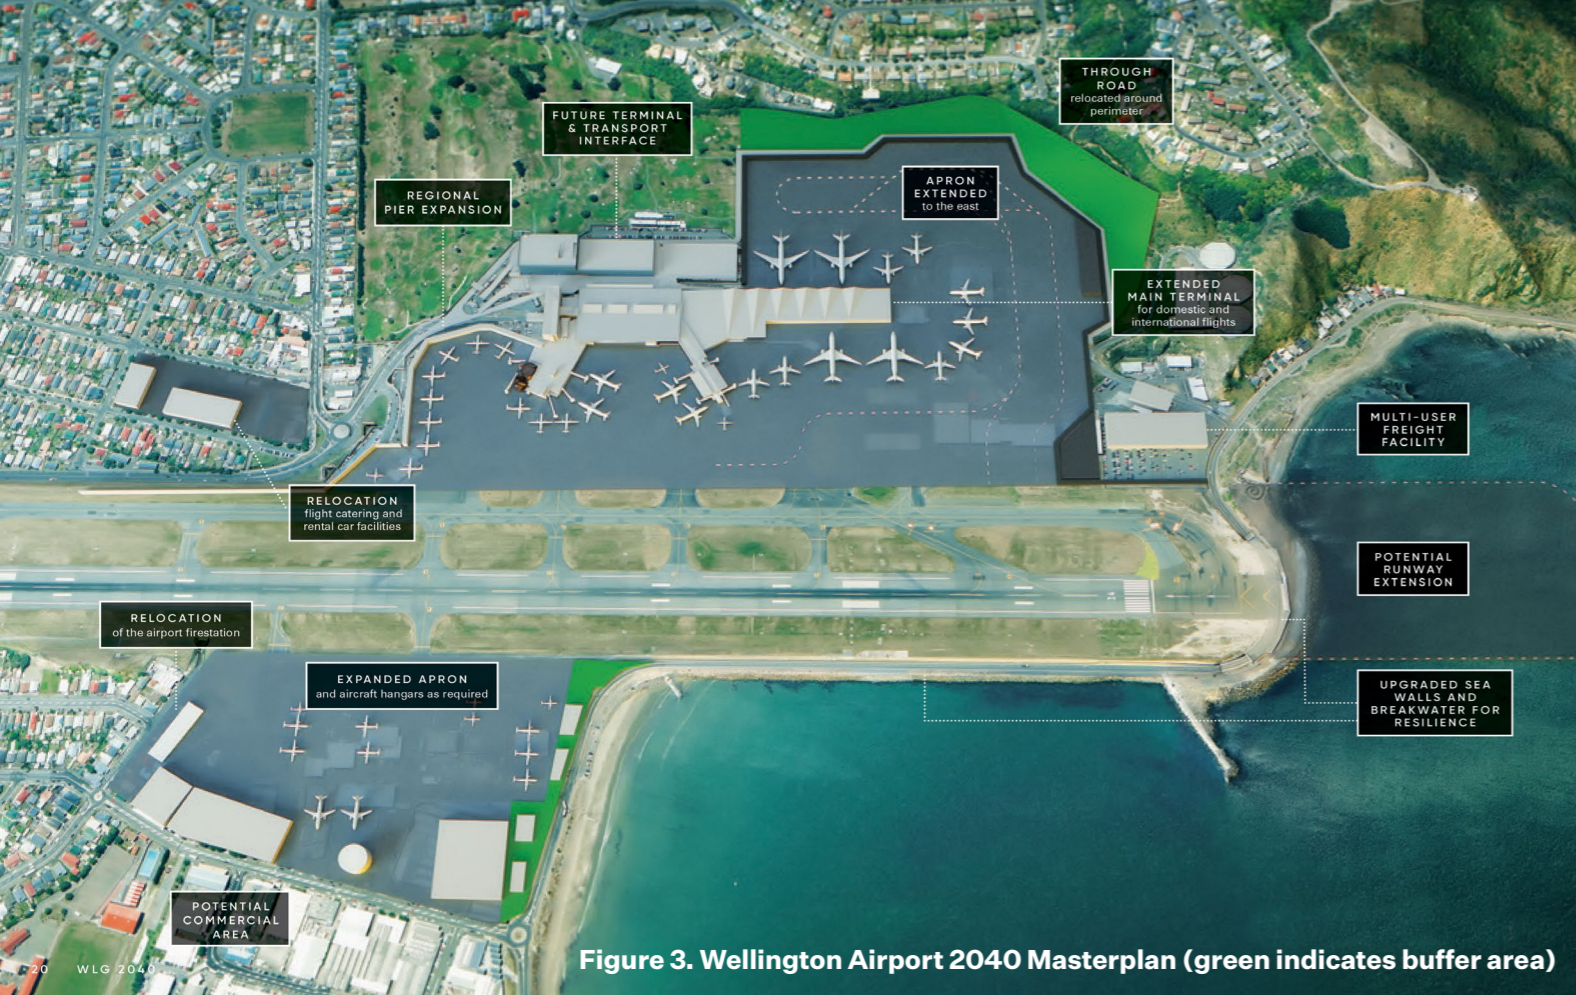 THROUGH
ROAD
relocated around
perimeter
FUTURE TERMINAL
& TRANSPORT
INTERFACE
REGIONAL
PIER EXPANSION
APRON
EXTENDED
to the east
EXTENDED
MAIN TERMINAL
for domestic and
international flights
MULTI-USER
FREIGHT
FACILITY
RELOCATION
flight catering and
rental car facilities
POTENTIAL
RUNWAY
EXTENSION
RELOCATION
of the airport firestation
EXPANDED APRON
and aircraft hangars as required
UPGRADED SEA
WALLS AND
BREAKWATER FOR
RESILIENCE
POTENTIAL
COMMERCIAL
AREA
20 WLG 2040
Figure 3. Wellington Airport 2040 Masterplan (green indicates buffer area)